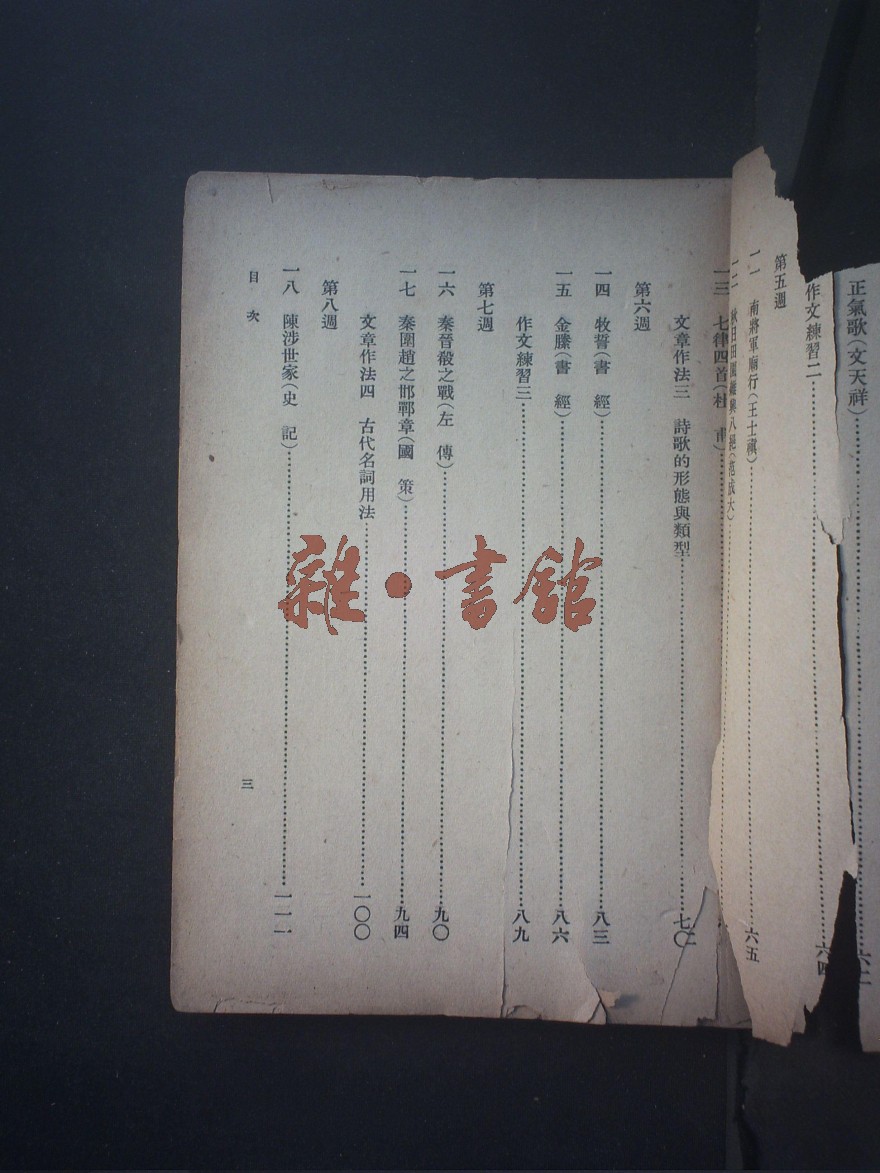 正氣歌(文天祥)……六二
作文練習二……六四
第五週
一一 南將軍廟行(王士禛)……六五
一二 秋日田園雜興八絕(范成大)……
一三 七律四首(杜 甫)……
文章作法三 詩歌的形態與類型……七〇
第六週
一四 牧誓(書 經)……八三
一五 金縢(書 經)……八六
作文練習三……八九
第七週
一六 秦晉殽之戰(左 傳)……九〇
一七 秦圍趙之邯鄲章(國 策)……九四
文章作法四 古代名詞用法……一〇〇
第八週
一八 陳涉世家(史 記)……一一一
目次
三
雜·書館